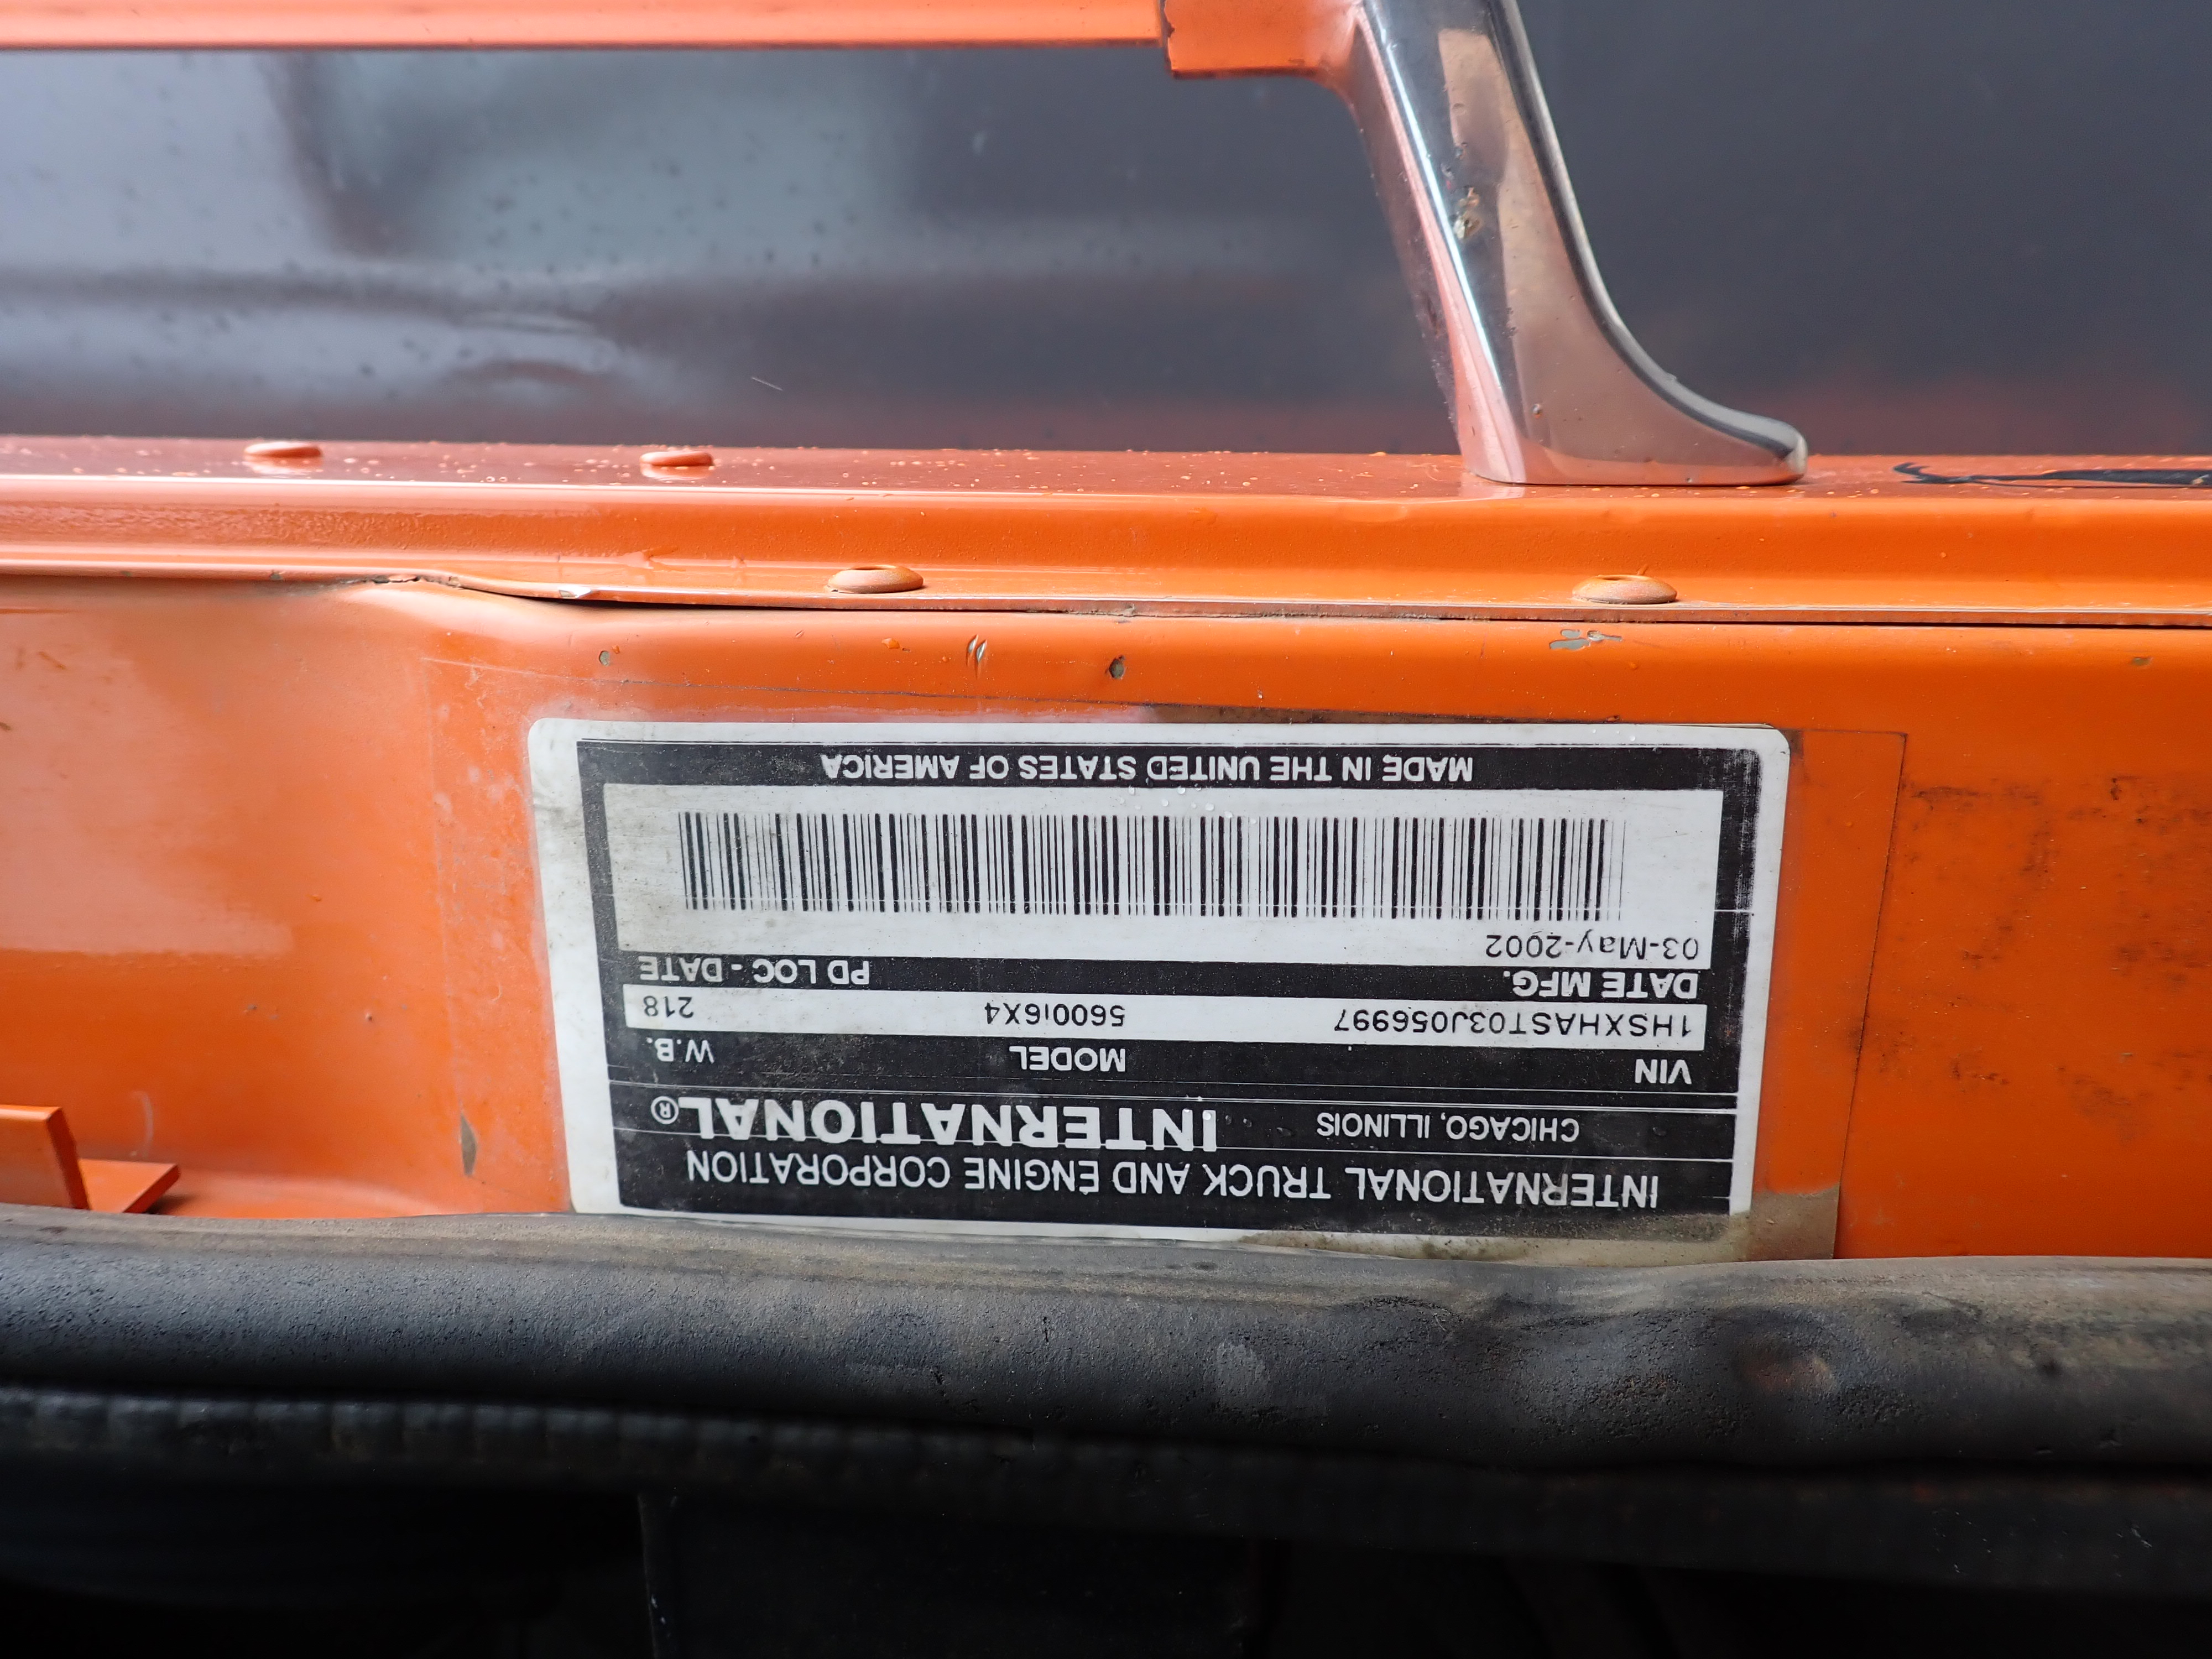 INTERNATIONAL TRUCK AND ENGINE CORPORATION
CHICAGO, ILLINOIS INTERNATIONAL®
VIN MODEL W.B.
1HSXHAST03J056997 5600i6X4 218
DATE MFG. PD LOC - DATE
03-May-2002
MADE IN THE UNITED STATES OF AMERICA